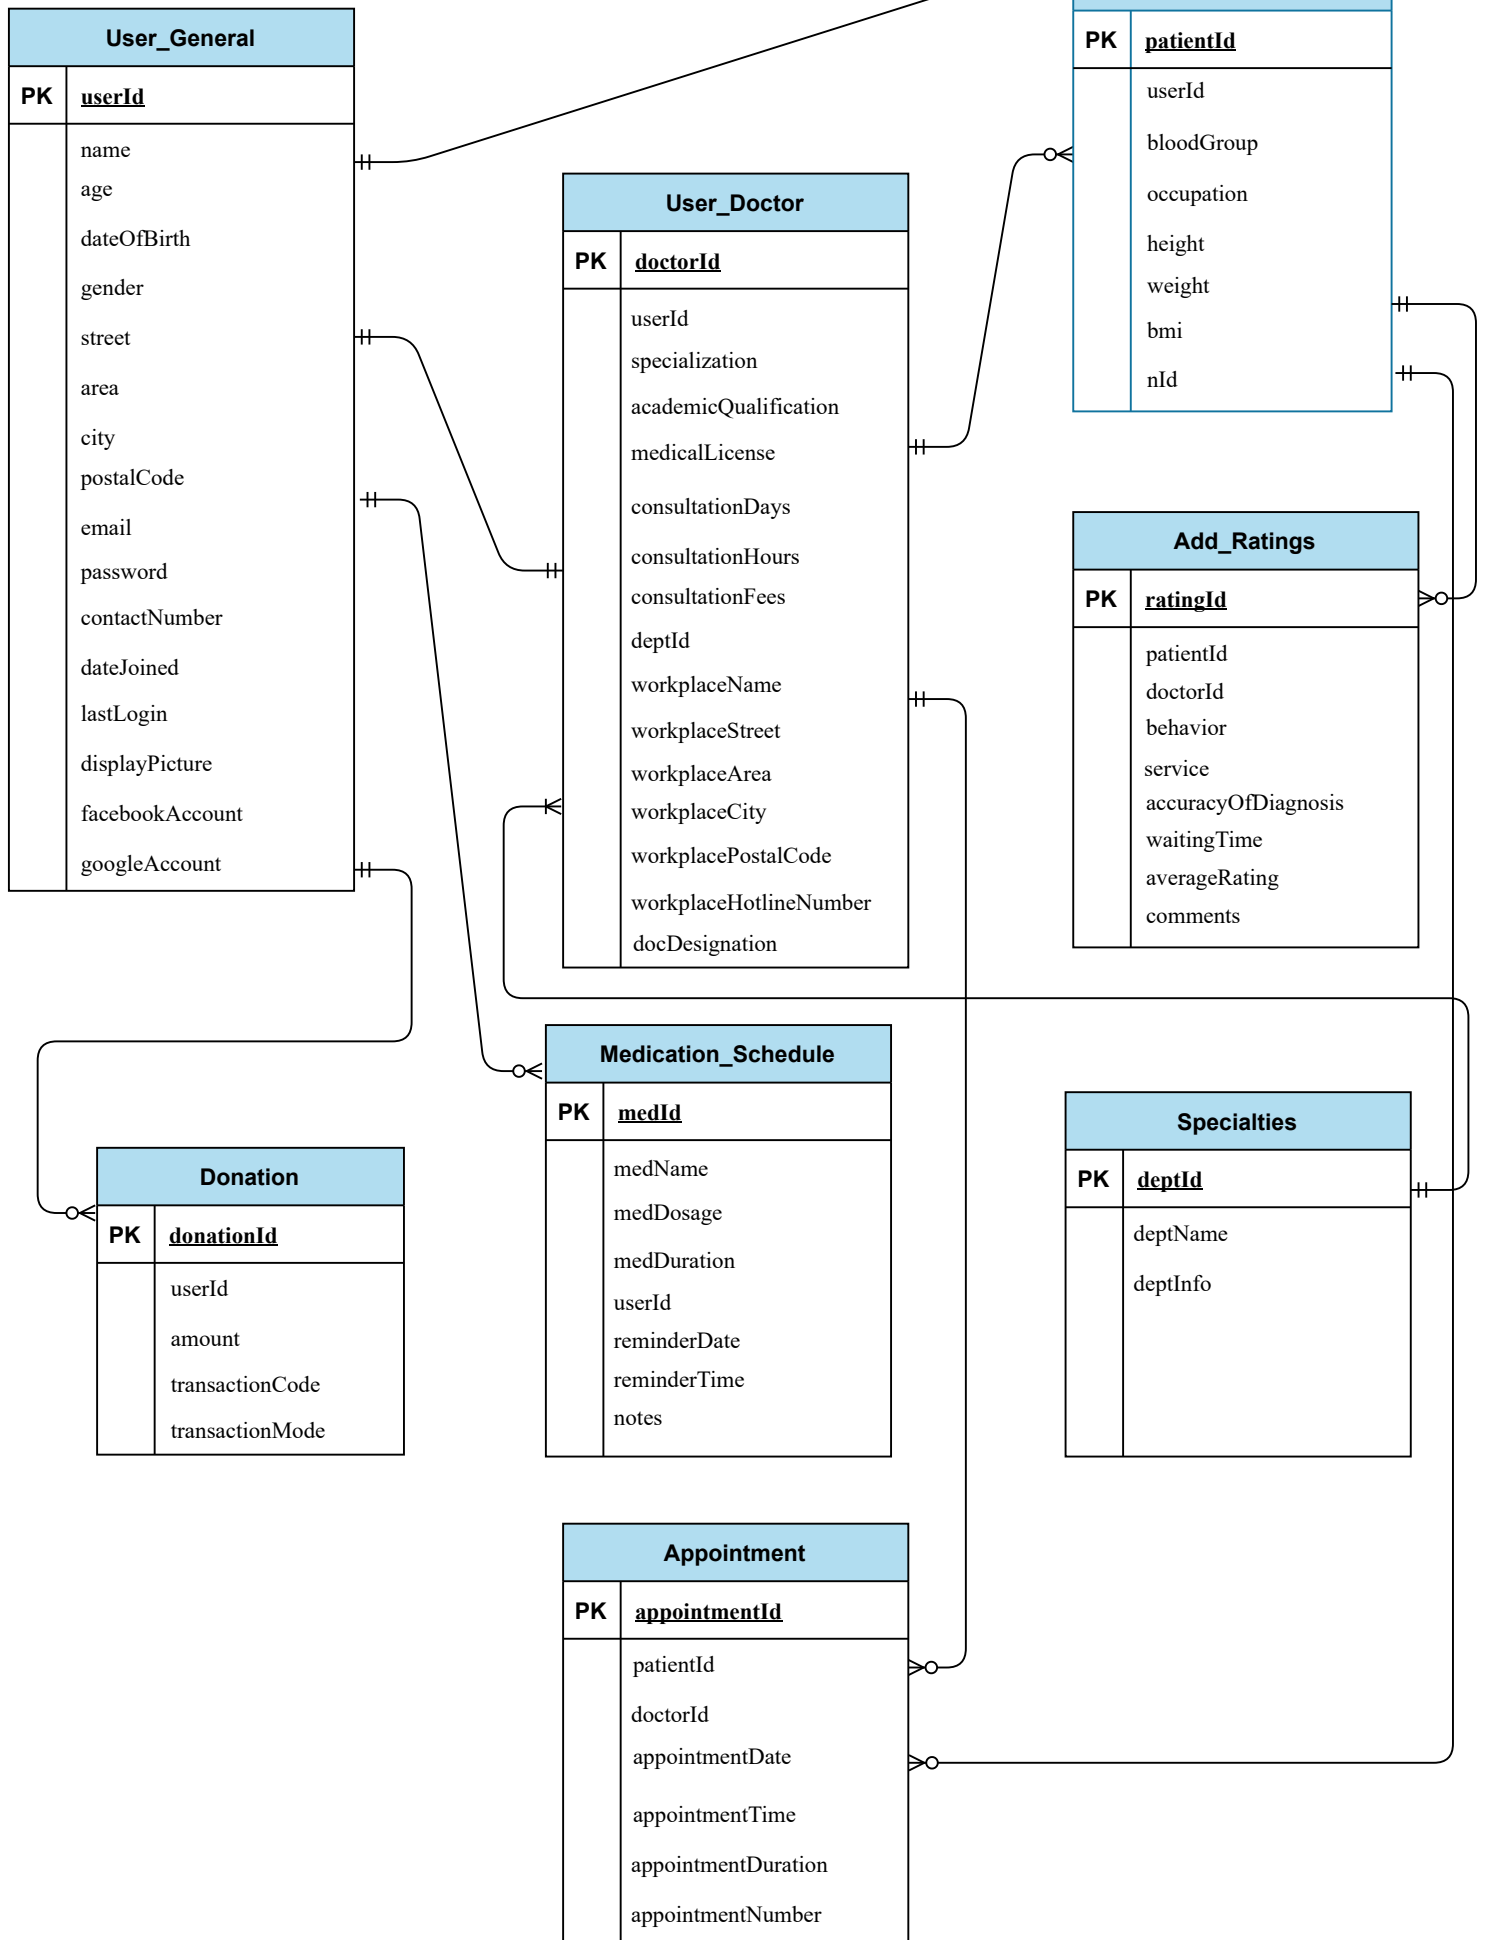 User_General
PK userId
name
age
dateOfBirth
gender
street
area
city
postalCode
email
password
contactNumber
dateJoined
lastLogin
displayPicture
facebookAccount
googleAccount
User_Doctor
PK doctorId
userId
specialization
academicQualification
medicalLicense
consultationDays
consultationHours
consultationFees
deptId
workplaceName
workplaceStreet
workplaceArea
workplaceCity
workplacePostalCode
workplaceHotlineNumber
docDesignation
PK patientId
userId
bloodGroup
occupation
height
weight
bmi
nId
Add_Ratings
PK ratingId
patientId
doctorId
behavior
service
accuracyOfDiagnosis
waitingTime
averageRating
comments
Donation
PK donationId
userId
amount
transactionCode
transactionMode
Medication_Schedule
PK medId
medName
medDosage
medDuration
userId
reminderDate
reminderTime
notes
Specialties
PK deptId
deptName
deptInfo
Appointment
PK appointmentId
patientId
doctorId
appointmentDate
appointmentTime
appointmentDuration
appointmentNumber